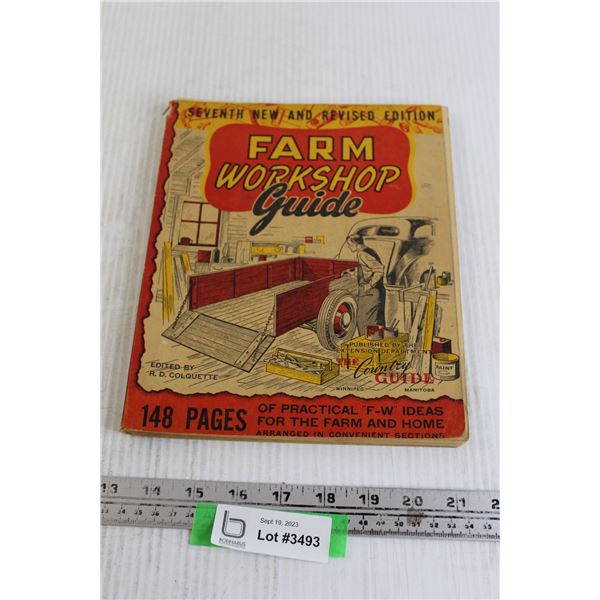 SEVENTH NEW AND REVISED EDITION
FARM
WORKSHOP
Guide
EDITED BY
R. D. COLQUETTE
PUBLISHED BY THE
EXTENSION DEPARTMENT
THE Country
GUIDE
WINNIPEG MANITOBA
PAINT
148 PAGES
OF PRACTICAL "F-W" IDEAS
FOR THE FARM AND HOME
ARRANGED IN CONVENIENT SECTIONS
13 14 15 16 17 18 19 20 21
Sept 19, 2023
Lot #3493
BODNARUS